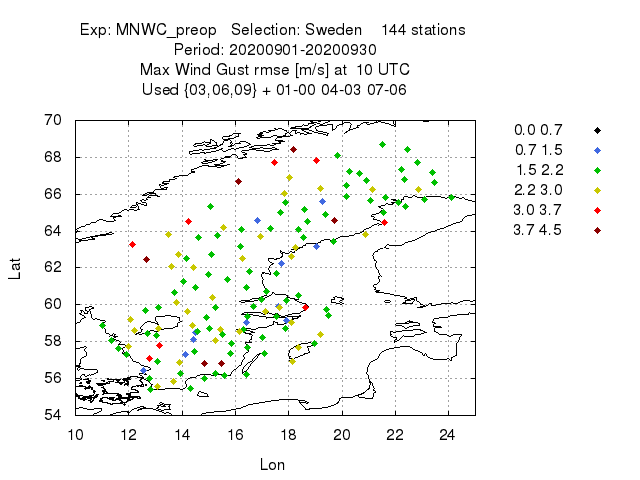 Exp: MNWC_preop Selection: Sweden 144 stations
Period: 20200901-20200930
Max Wind Gust rmse [m/s] at 10 UTC
Used {03,06,09} + 01-00 04-03 07-06
70
68
66
64
62
60
58
56
54
Lat
10 12 14 16 18 20 22 24
Lon
0.0 0.7
0.7 1.5
1.5 2.2
2.2 3.0
3.0 3.7
3.7 4.5